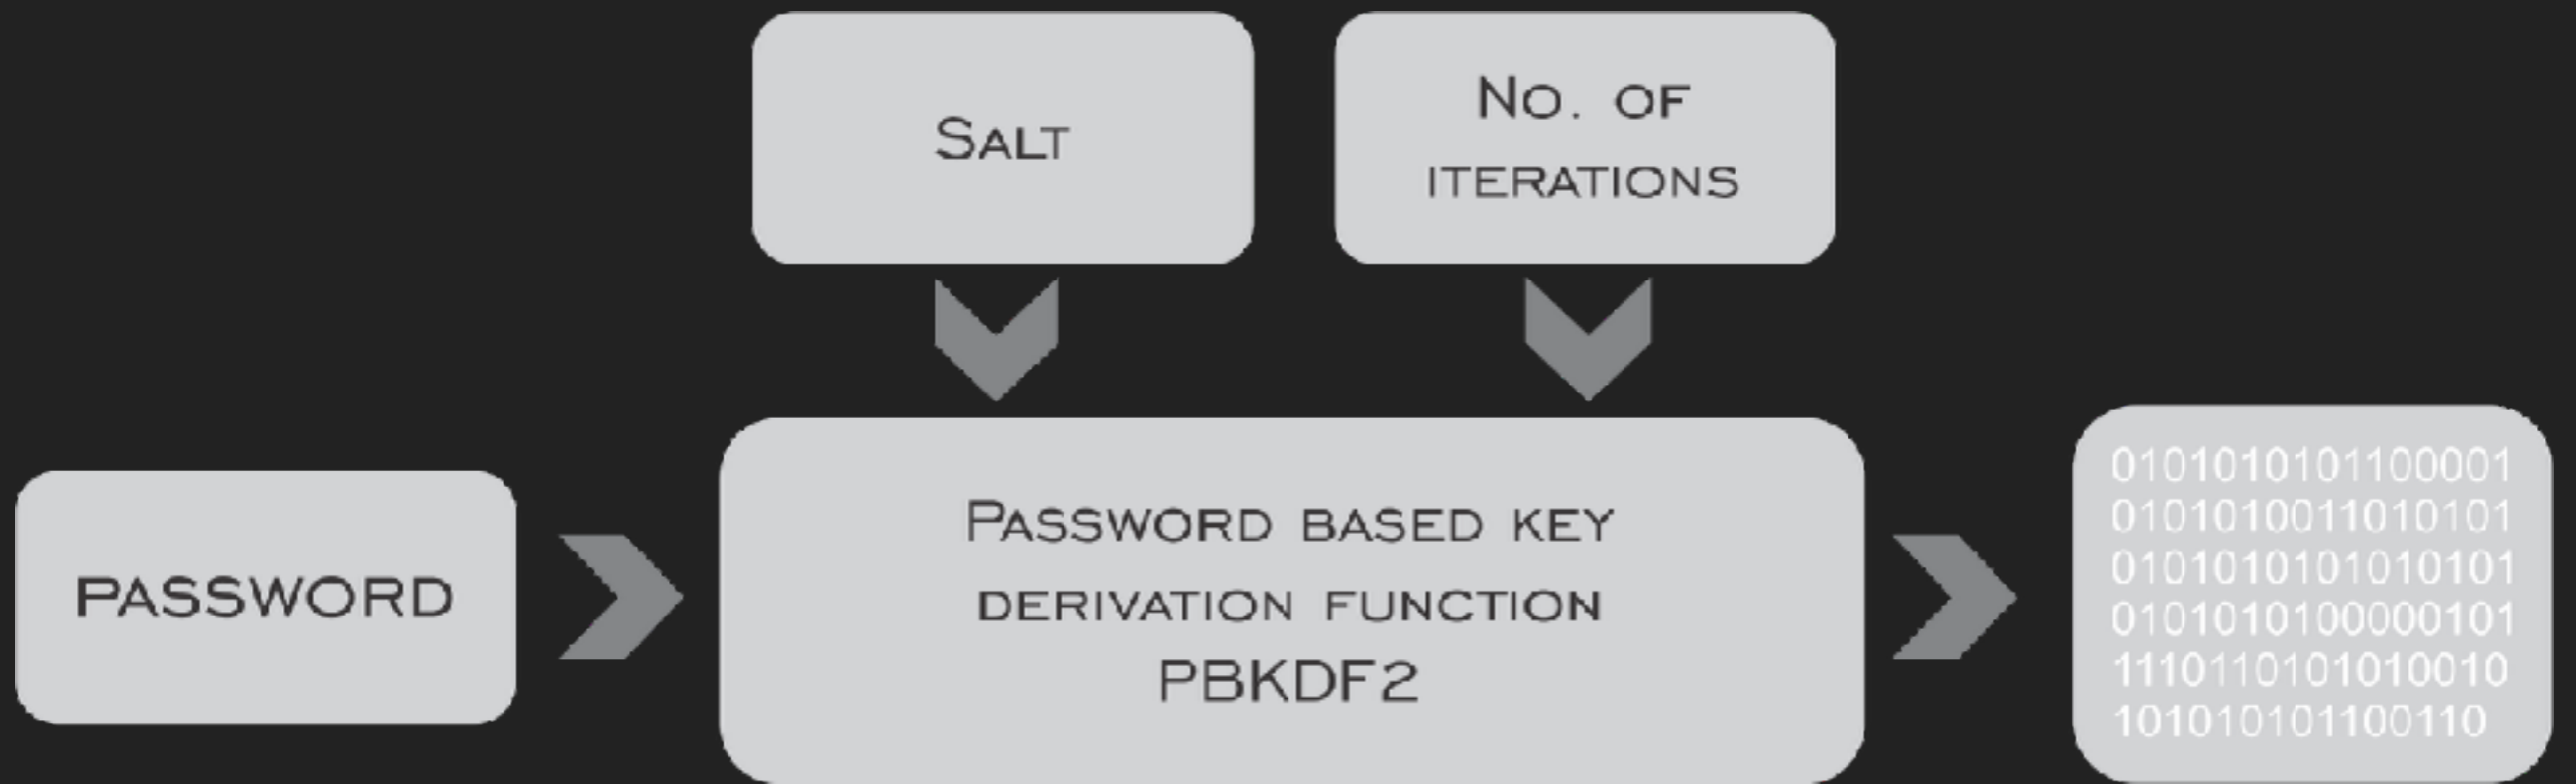 Salt
No. of
iterations
PASSWORD
Password based key
derivation function
PBKDF2
0101010101100001
0101010011010101
0101010101010101
0101010100000101
1110110101010010
101010101100110